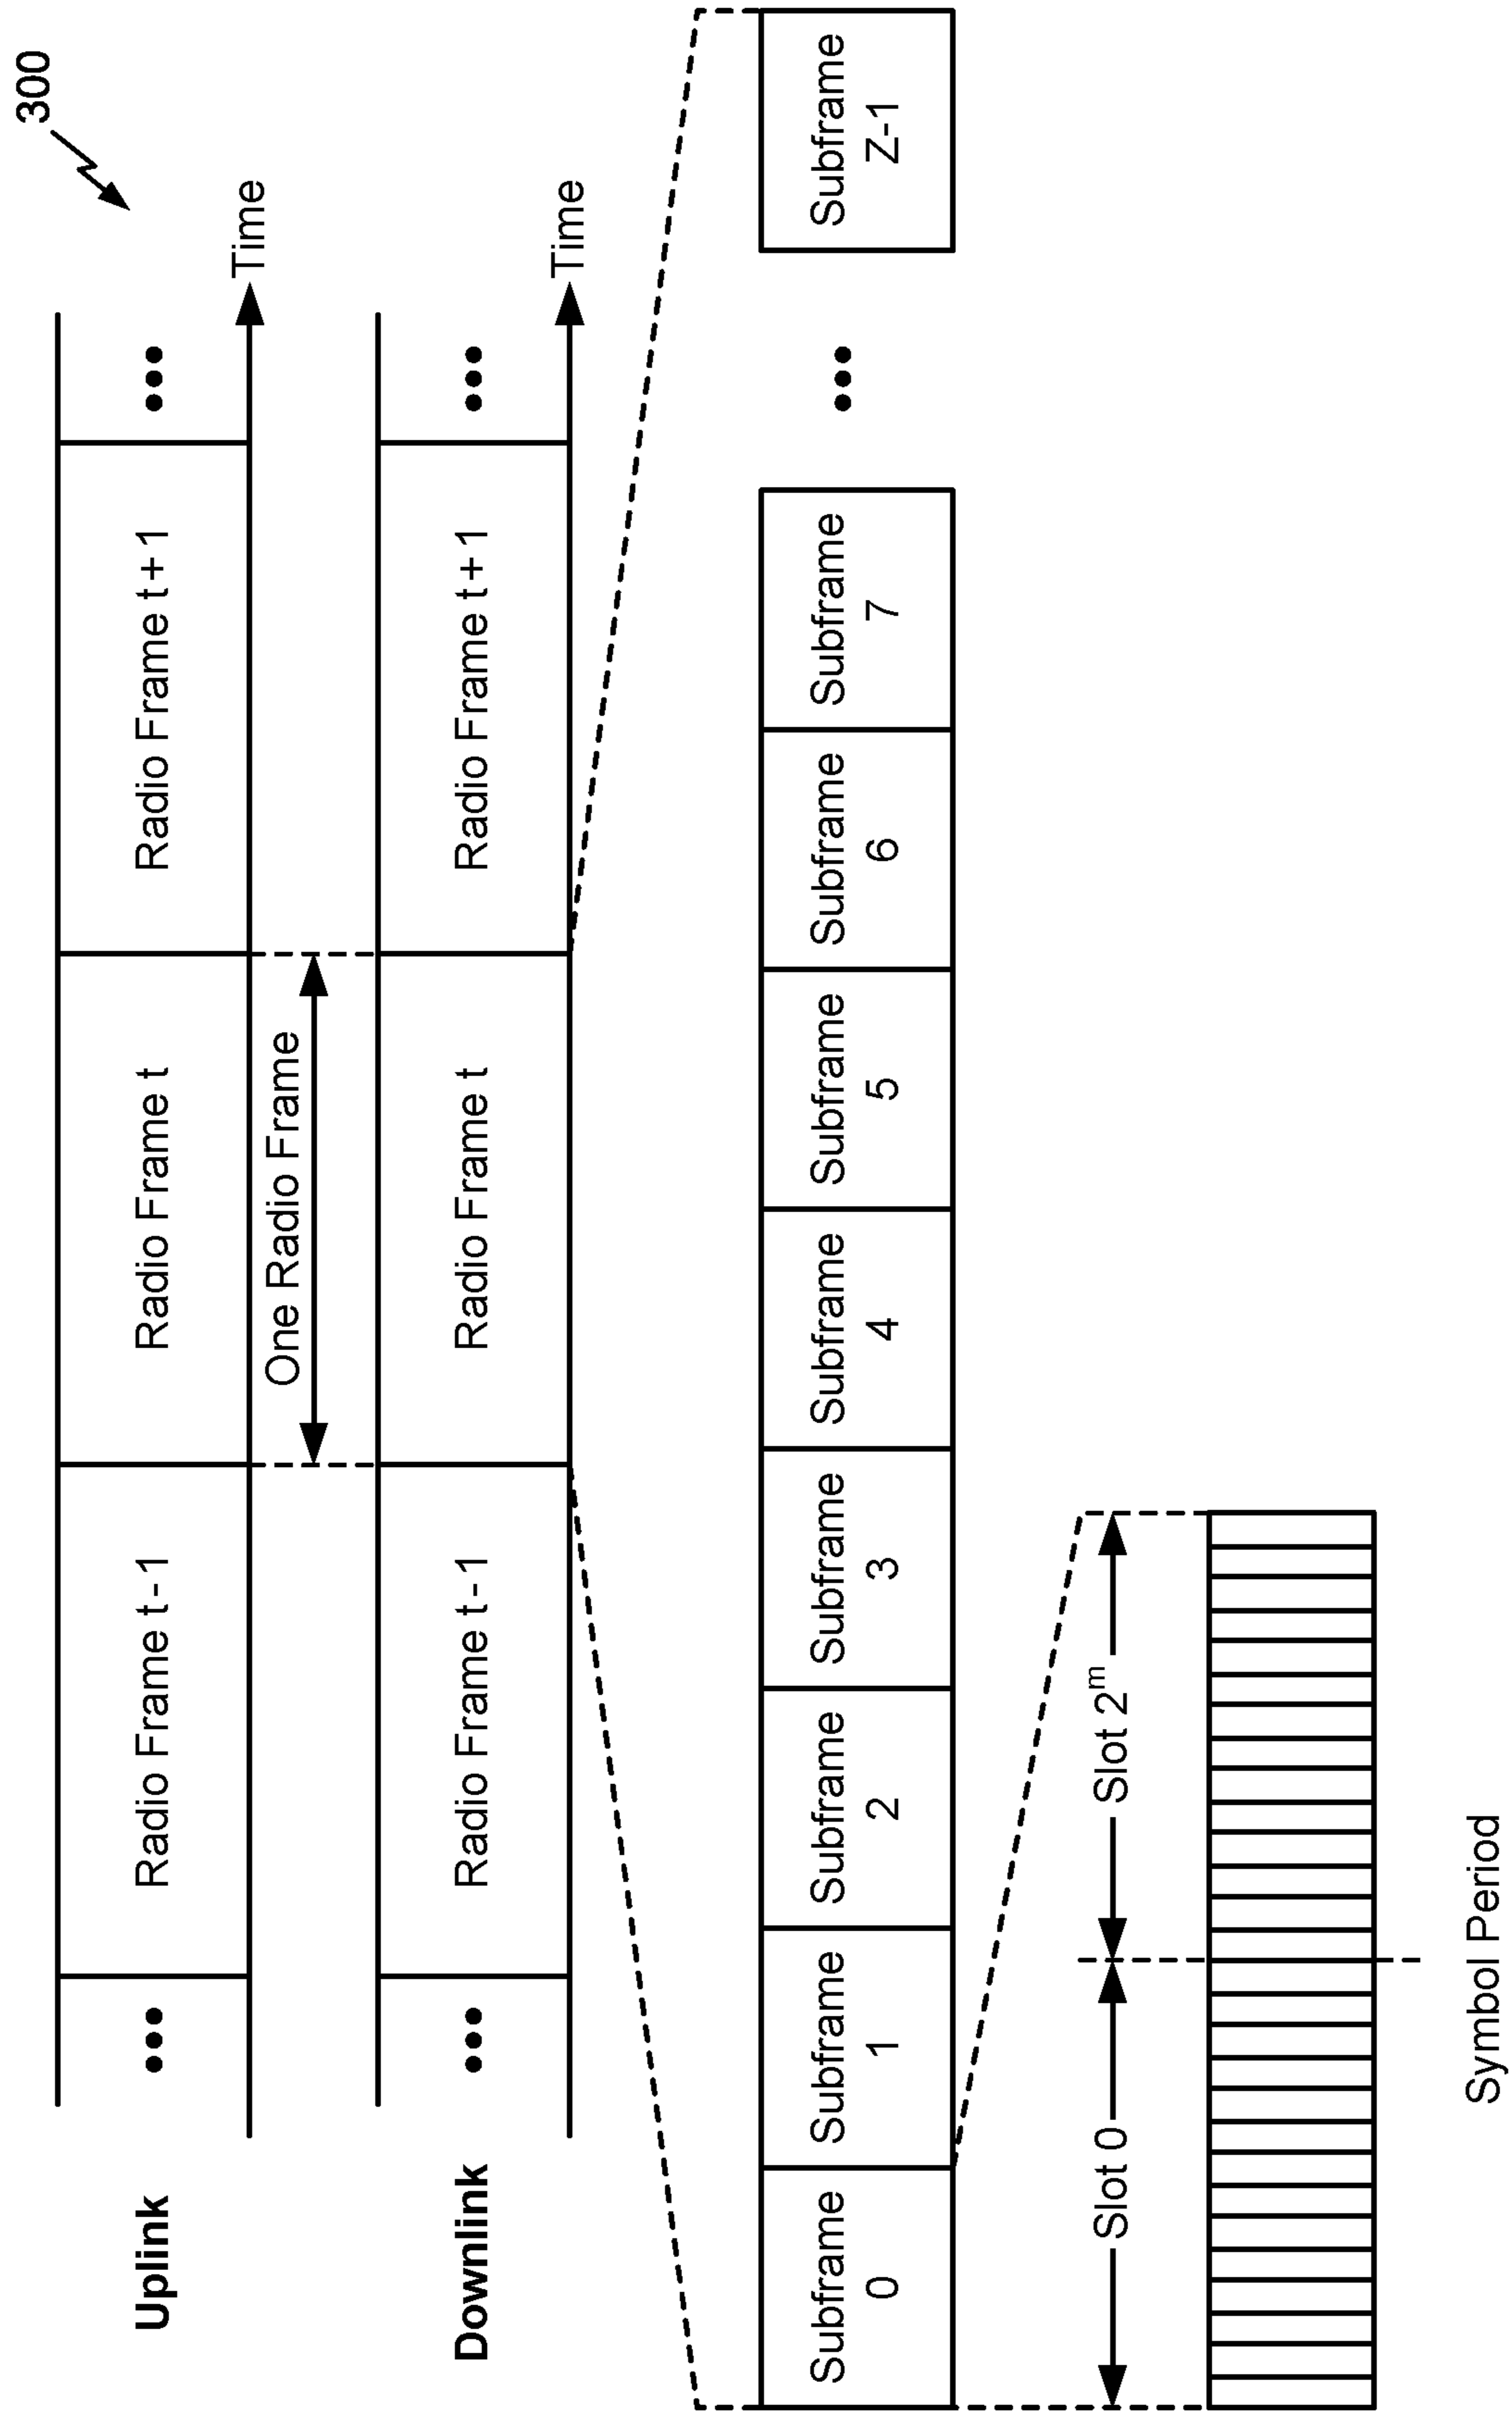 300
Uplink
••• Radio Frame t - 1 Radio Frame t Radio Frame t + 1 •••
Time
One Radio Frame
Downlink
••• Radio Frame t - 1 Radio Frame t Radio Frame t + 1 •••
Time
Subframe 0
Subframe 1
Subframe 2
Subframe 3
Subframe 4
Subframe 5
Subframe 6
Subframe 7
•••
Subframe Z-1
Slot 0
Slot 2ᵐ
Symbol Period